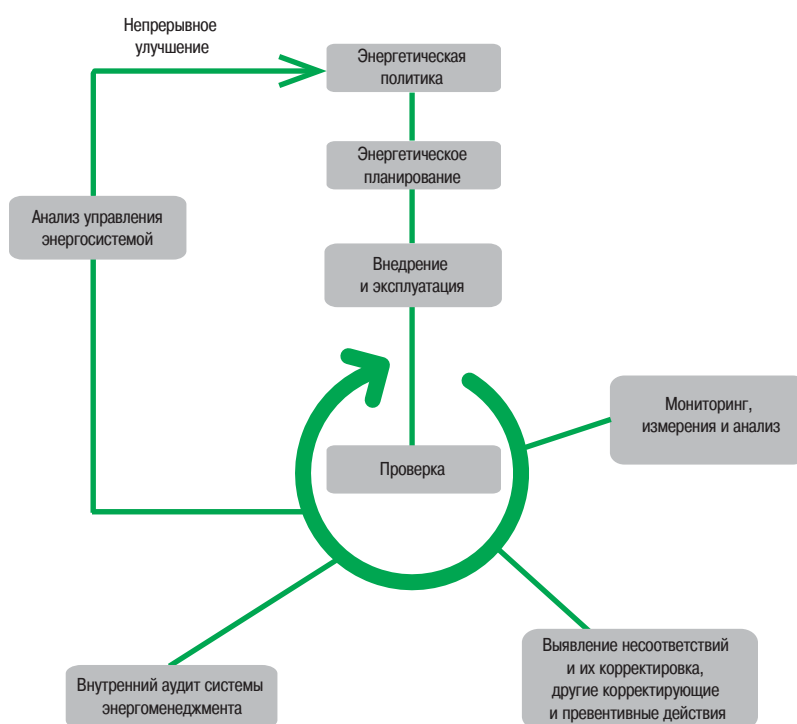 Непрерывное
улучшение
Энергетическая
политика
Энергетическое
планирование
Анализ управления
энергосистемой
Внедрение
и эксплуатация
Мониторинг,
измерения и анализ
Проверка
Выявление несоответствий
и их корректировка,
другие корректирующие
и превентивные действия
Внутренний аудит системы
энергоменеджмента